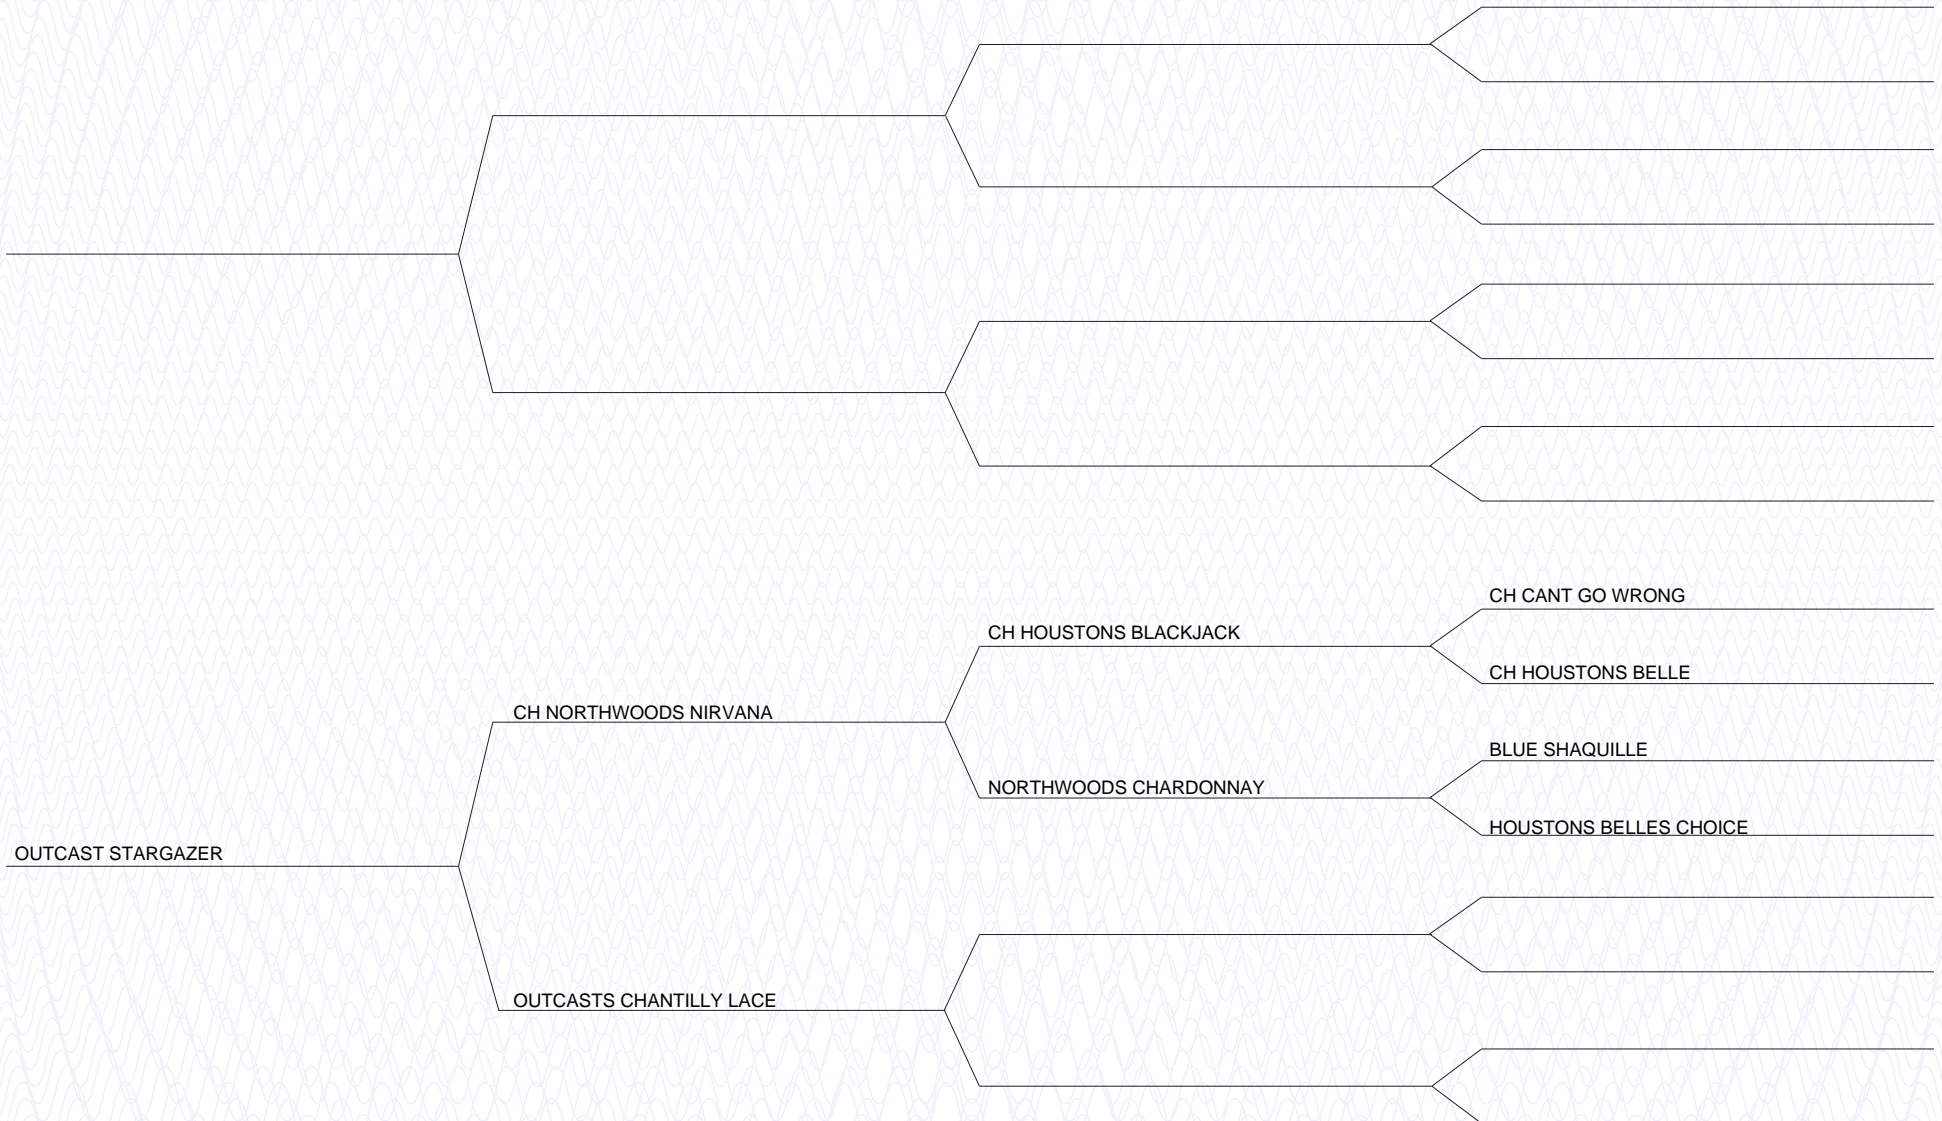 CH CANT GO WRONG
CH HOUSTONS BLACKJACK
CH HOUSTONS BELLE
CH NORTHWOODS NIRVANA
BLUE SHAQUILLE
NORTHWOODS CHARDONNAY
HOUSTONS BELLES CHOICE
OUTCAST STARGAZER
OUTCASTS CHANTILLY LACE